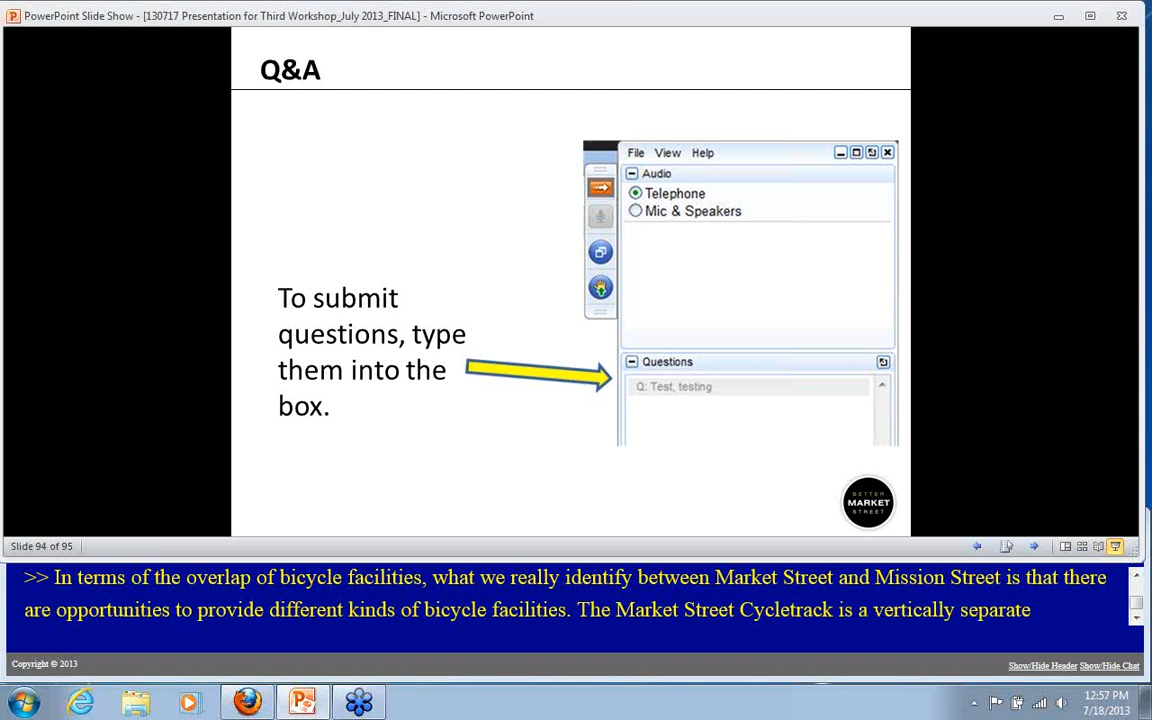 PowerPoint Slide Show - [130717 Presentation for Third Workshop_July 2013_FINAL] - Microsoft PowerPoint
Q&A
File View Help
Audio
Telephone
Mic & Speakers
To submit
questions, type
them into the
box.
Questions
Q: Test, testing
BETTER
MARKET
STREET
Slide 94 of 95
>> In terms of the overlap of bicycle facilities, what we really identify between Market Street and Mission Street is that there
are opportunities to provide different kinds of bicycle facilities. The Market Street Cycletrack is a vertically separate
Copyright © 2013
Show/Hide Header Show/Hide Chat
12:57 PM
7/18/2013